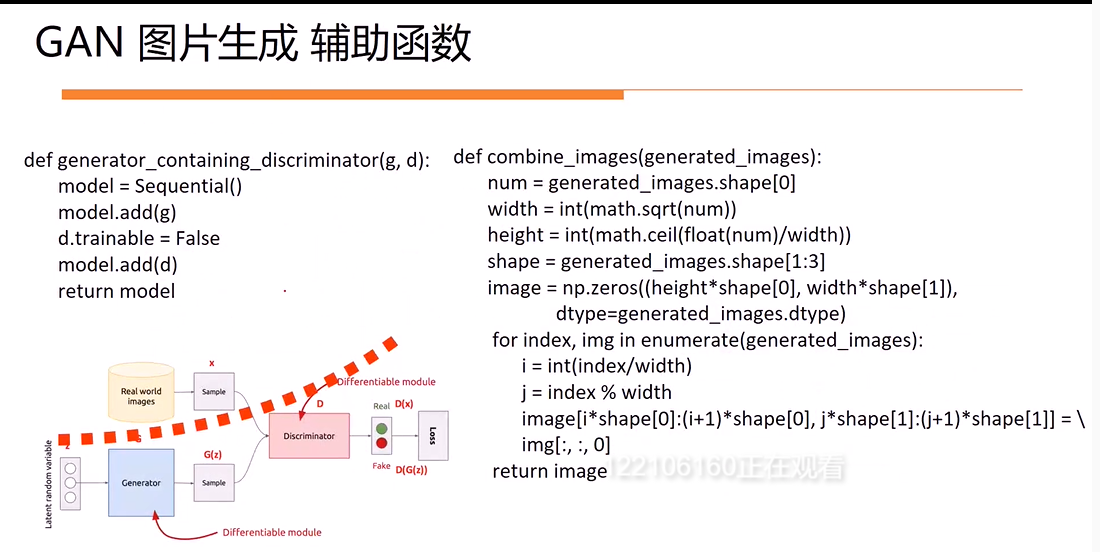 GAN 图片生成 辅助函数
def generator_containing_discriminator(g, d):
model = Sequential()
model.add(g)
d.trainable = False
model.add(d)
return model
def combine_images(generated_images):
num = generated_images.shape[0]
width = int(math.sqrt(num))
height = int(math.ceil(float(num)/width))
shape = generated_images.shape[1:3]
image = np.zeros((height*shape[0], width*shape[1]),
dtype=generated_images.dtype)
for index, img in enumerate(generated_images):
i = int(index/width)
j = index % width
image[i*shape[0]:(i+1)*shape[0], j*shape[1]:(j+1)*shape[1]] = \
img[:, :, 0]
return image
122106160正在观看
x
Real world
images
Sample
Differentiable module
D
Real
D(x)
Discriminator
Loss
Fake
D(G(z))
Latent random variable
z
G
Generator
G(z)
Sample
Differentiable module